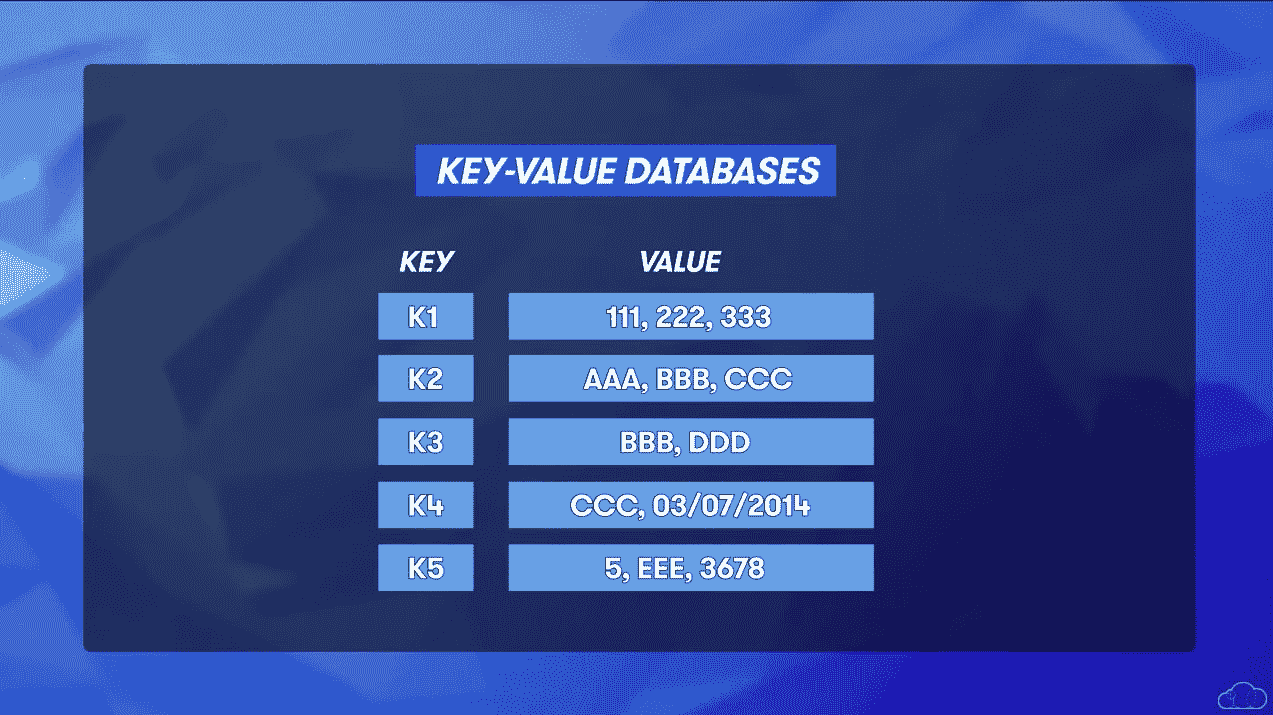 KEY-VALUE DATABASES
KEY VALUE
K1 111, 222, 333
K2 AAA, BBB, CCC
K3 BBB, DDD
K4 CCC, 03/07/2014
K5 5, EEE, 3678